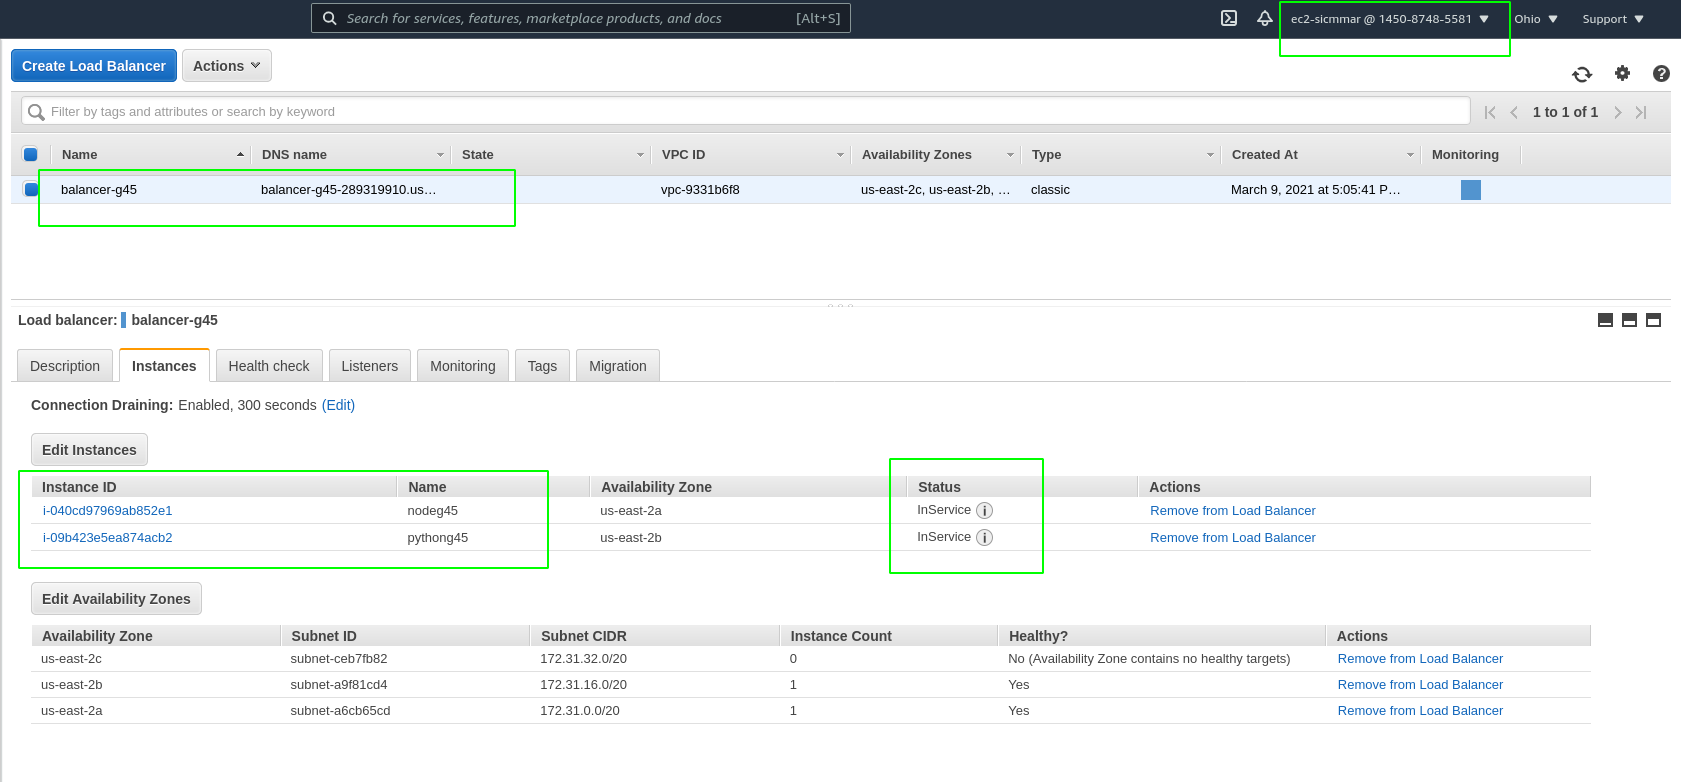 Search for services, features, marketplace products, and docs [Alt+S] ec2-sicmmar @ 1450-8748-5581 Ohio Support
Create Load Balancer Actions
Filter by tags and attributes or search by keyword 1 to 1 of 1
Name DNS name State VPC ID Availability Zones Type Created At Monitoring
balancer-g45 balancer-g45-289319910.us… vpc-9331b6f8 us-east-2c, us-east-2b, … classic March 9, 2021 at 5:05:41 P…
Load balancer: balancer-g45
Description Instances Health check Listeners Monitoring Tags Migration
Connection Draining: Enabled, 300 seconds (Edit)
Edit Instances
Instance ID Name Availability Zone Status Actions
i-040cd97969ab852e1 nodeg45 us-east-2a InService Remove from Load Balancer
i-09b423e5ea874acb2 pythong45 us-east-2b InService Remove from Load Balancer
Edit Availability Zones
Availability Zone Subnet ID Subnet CIDR Instance Count Healthy? Actions
us-east-2c subnet-ceb7fb82 172.31.32.0/20 0 No (Availability Zone contains no healthy targets) Remove from Load Balancer
us-east-2b subnet-a9f81cd4 172.31.16.0/20 1 Yes Remove from Load Balancer
us-east-2a subnet-a6cb65cd 172.31.0.0/20 1 Yes Remove from Load Balancer